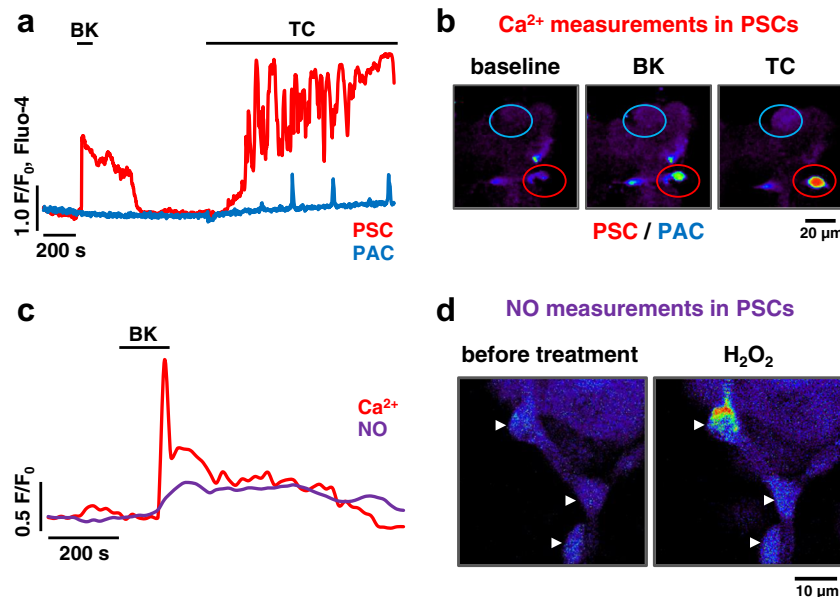 a
BK
TC
1.0 F/F₀, Fluo-4
200 s
PSC
PAC
b
Ca²⁺ measurements in PSCs
baseline
BK
TC
PSC / PAC
20 µm
c
BK
Ca²⁺
NO
0.5 F/F₀
200 s
d
NO measurements in PSCs
before treatment
H₂O₂
10 µm